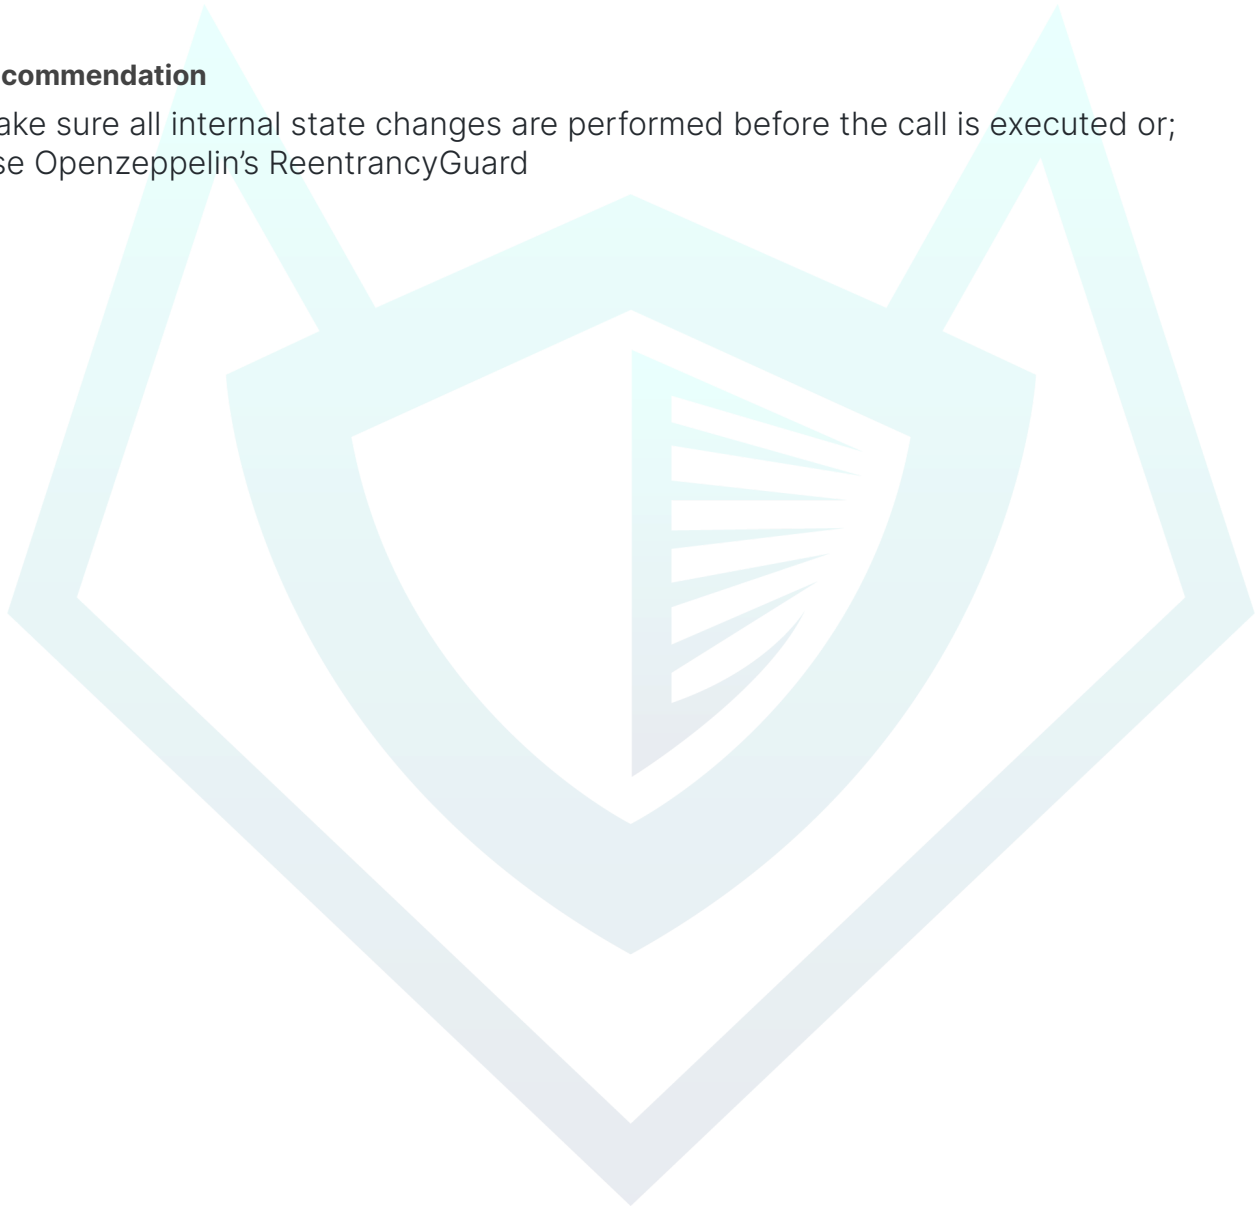 commendation
ake sure all internal state changes are performed before the call is executed or;
se Openzeppelin’s ReentrancyGuard